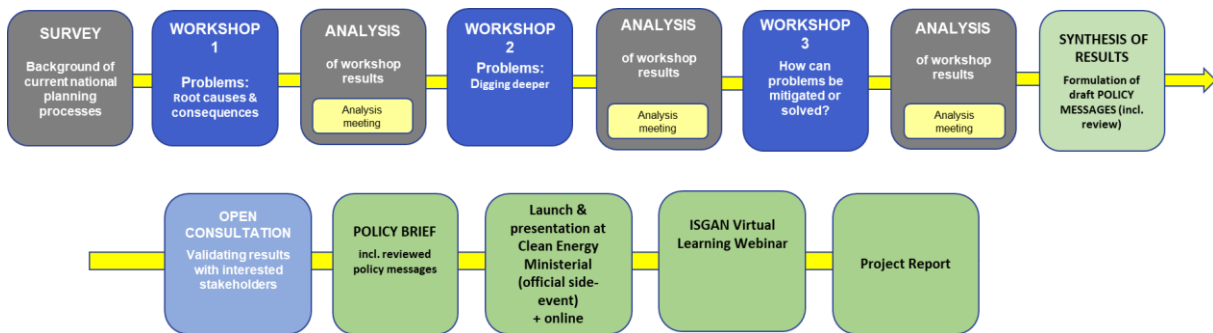 SURVEY
Background of
current national
planning
processes
WORKSHOP
1
Problems:
Root causes &
consequences
ANALYSIS
of workshop
results
Analysis
meeting
WORKSHOP
2
Problems:
Digging deeper
ANALYSIS
of workshop
results
Analysis
meeting
WORKSHOP
3
How can
problems be
mitigated or
solved?
ANALYSIS
of workshop
results
Analysis
meeting
SYNTHESIS OF
RESULTS
Formulation of
draft POLICY
MESSAGES (incl.
review)
OPEN
CONSULTATION
Validating results
with interested
stakeholders
POLICY BRIEF
incl. reviewed
policy messages
Launch &
presentation at
Clean Energy
Ministerial
(official side-
event)
+ online
ISGAN Virtual
Learning Webinar
Project Report